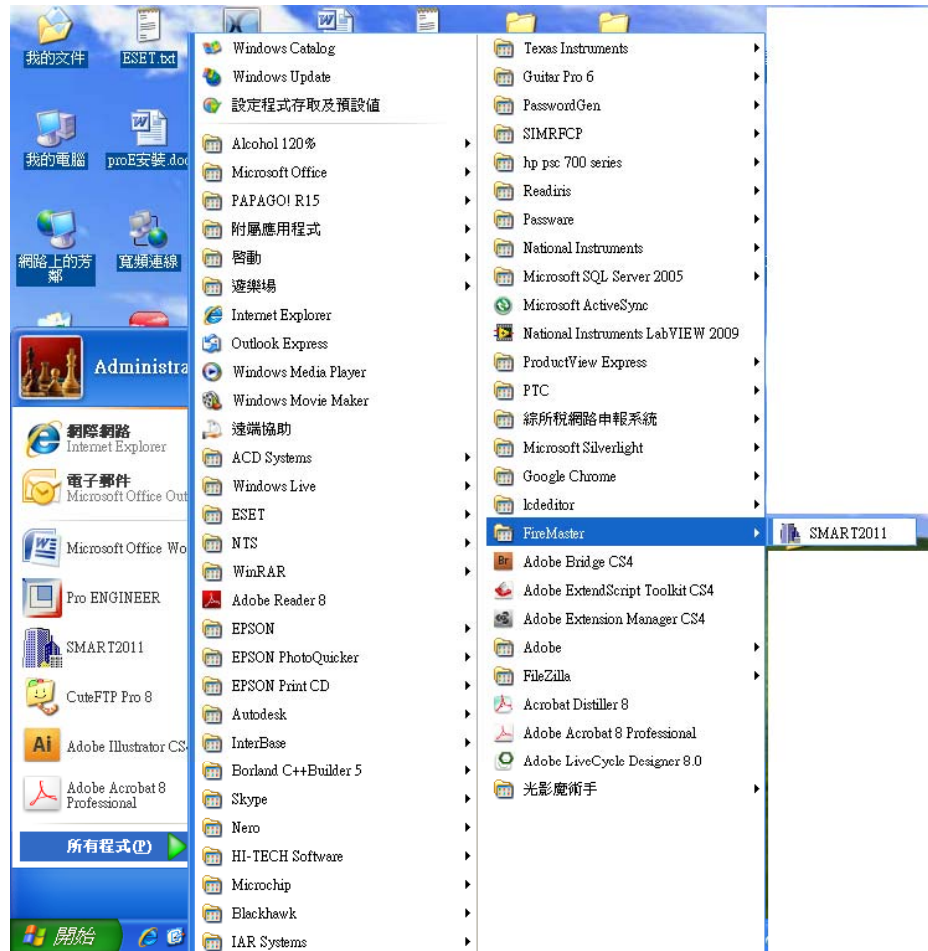 我的文件
ESET.txt
我的電腦
proE安裝.doc
網路上的芳
鄰
寬頻連線
Administra
網際網路
Internet Explorer
電子郵件
Microsoft Office Out
Microsoft Office Wo
Pro ENGINEER
SMART2011
CuteFTP Pro 8
Adobe Illustrator CS
Adobe Acrobat 8
Professional
所有程式(P)
開始
Windows Catalog
Windows Update
設定程式存取及預設值
Alcohol 120%
Microsoft Office
PAPAGO! R15
附屬應用程式
啓動
遊樂場
Internet Explorer
Outlook Express
Windows Media Player
Windows Movie Maker
遠端協助
ACD Systems
Windows Live
ESET
NTS
WinRAR
Adobe Reader 8
EPSON
EPSON PhotoQuicker
EPSON Print CD
Autodesk
InterBase
Borland C++Builder 5
Skype
Nero
HI-TECH Software
Microchip
Blackhawk
IAR Systems
Texas Instruments
Guitar Pro 6
PasswordGen
SIMRFCP
hp psc 700 series
Readiris
Passware
National Instruments
Microsoft SQL Server 2005
Microsoft ActiveSync
National Instruments LabVIEW 2009
ProductView Express
PTC
綜所稅網路申報系統
Microsoft Silverlight
Google Chrome
lcdeditor
FireMaster
Adobe Bridge CS4
Adobe ExtendScript Toolkit CS4
Adobe Extension Manager CS4
Adobe
FileZilla
Acrobat Distiller 8
Adobe Acrobat 8 Professional
Adobe LiveCycle Designer 8.0
光影魔術手
SMART2011